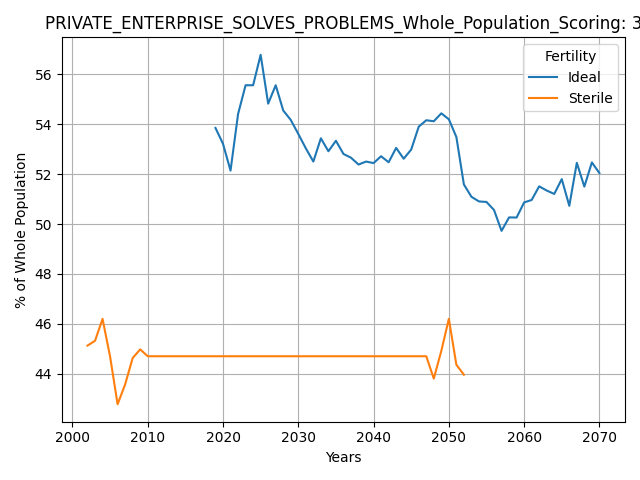 PRIVATE_ENTERPRISE_SOLVES_PROBLEMS_Whole_Population_Scoring: 3
Fertility
Ideal
Sterile
% of Whole Population
56
54
52
50
48
46
44
2000 2010 2020 2030 2040 2050 2060 2070
Years